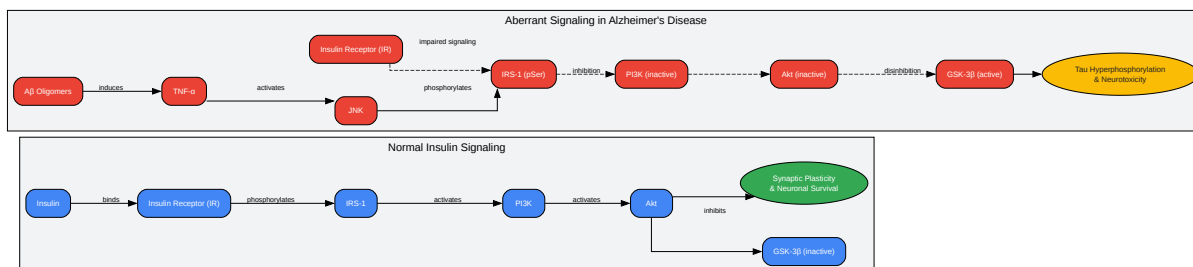 Aberrant Signaling in Alzheimer's Disease
Insulin Receptor (IR)
impaired signaling
Aβ Oligomers
induces
TNF-α
activates
JNK
phosphorylates
IRS-1 (pSer)
inhibition
PI3K (inactive)
Akt (inactive)
disinhibition
GSK-3β (active)
Tau Hyperphosphorylation
& Neurotoxicity
Normal Insulin Signaling
Insulin
binds
Insulin Receptor (IR)
phosphorylates
IRS-1
activates
PI3K
activates
Akt
inhibits
Synaptic Plasticity
& Neuronal Survival
GSK-3β (inactive)